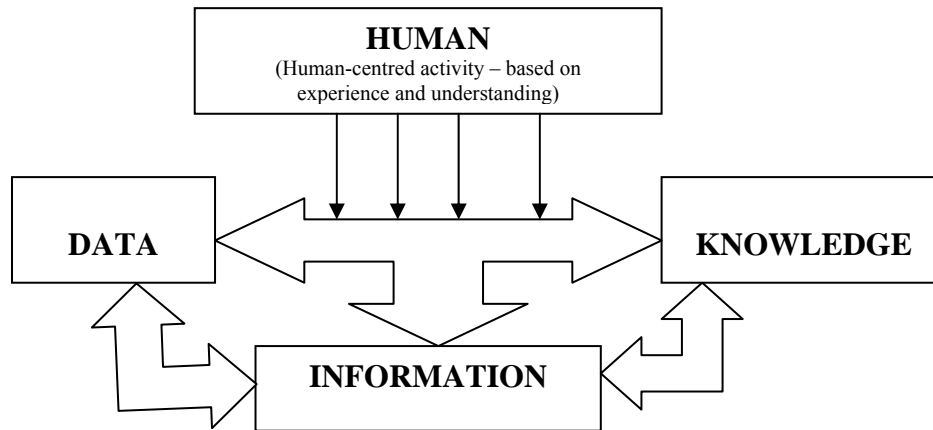 HUMAN
(Human-centred activity – based on
experience and understanding)
DATA
KNOWLEDGE
INFORMATION